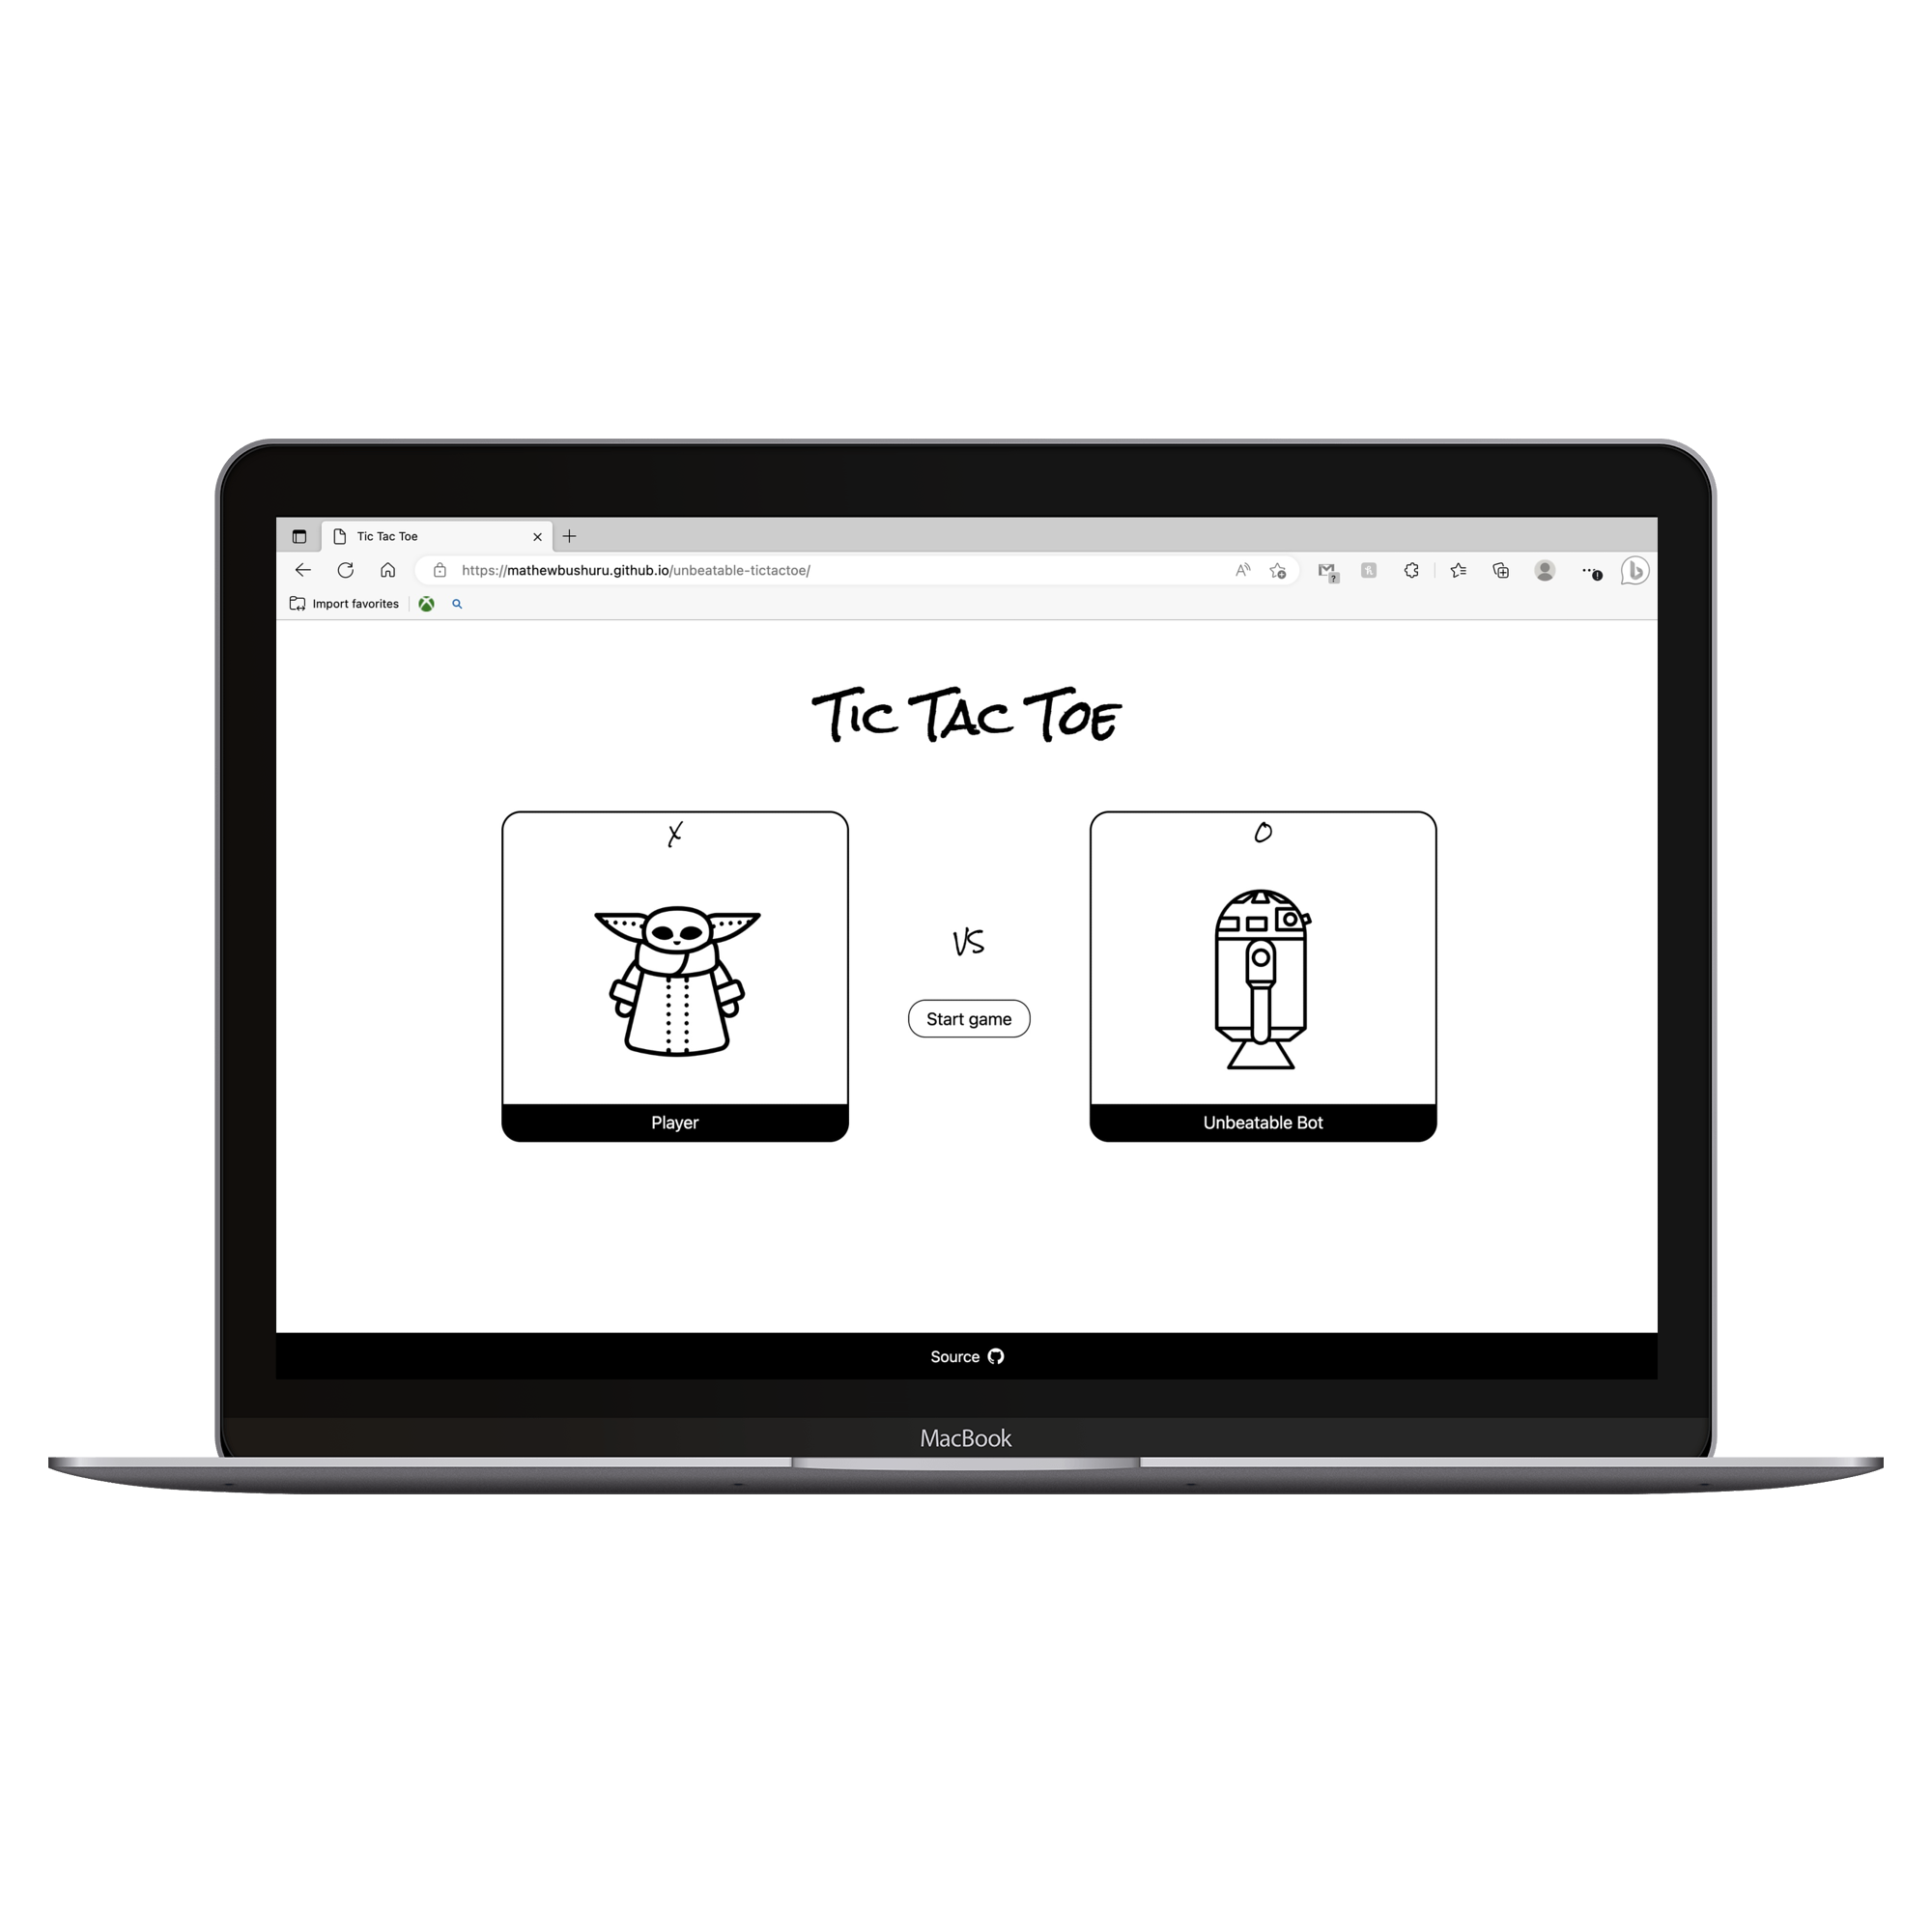 Tic Tac Toe
https://mathewbushuru.github.io/unbeatable-tictactoe/
Import favorites
Tic Tac Toe
X
O
VS
Start game
Player
Unbeatable Bot
Source
MacBook